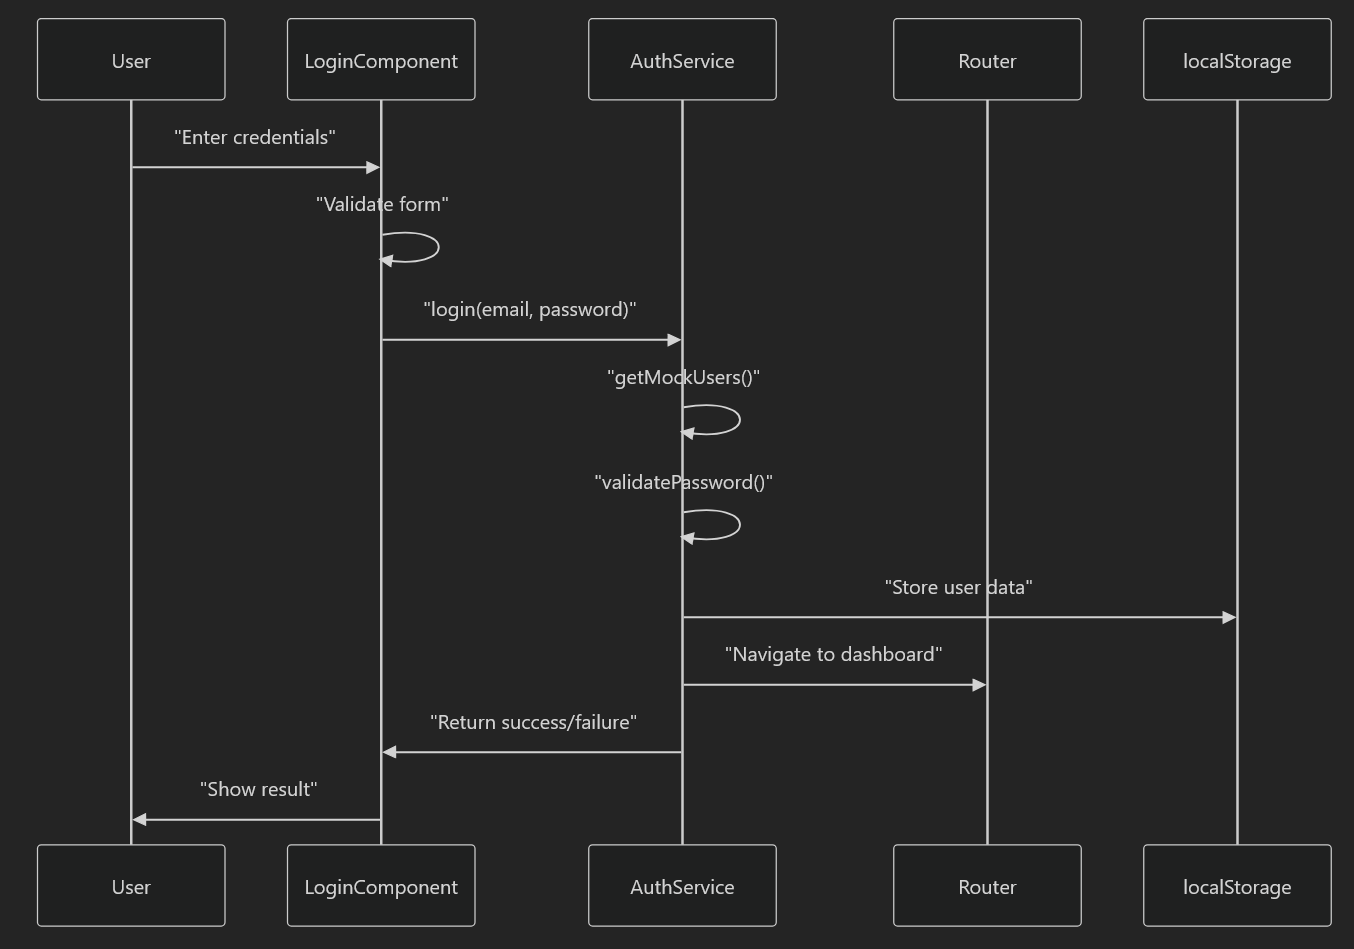 User
LoginComponent
AuthService
Router
localStorage
"Enter credentials"
"Validate form"
"login(email, password)"
"getMockUsers()"
"validatePassword()"
"Store user data"
"Navigate to dashboard"
"Return success/failure"
"Show result"
User
LoginComponent
AuthService
Router
localStorage